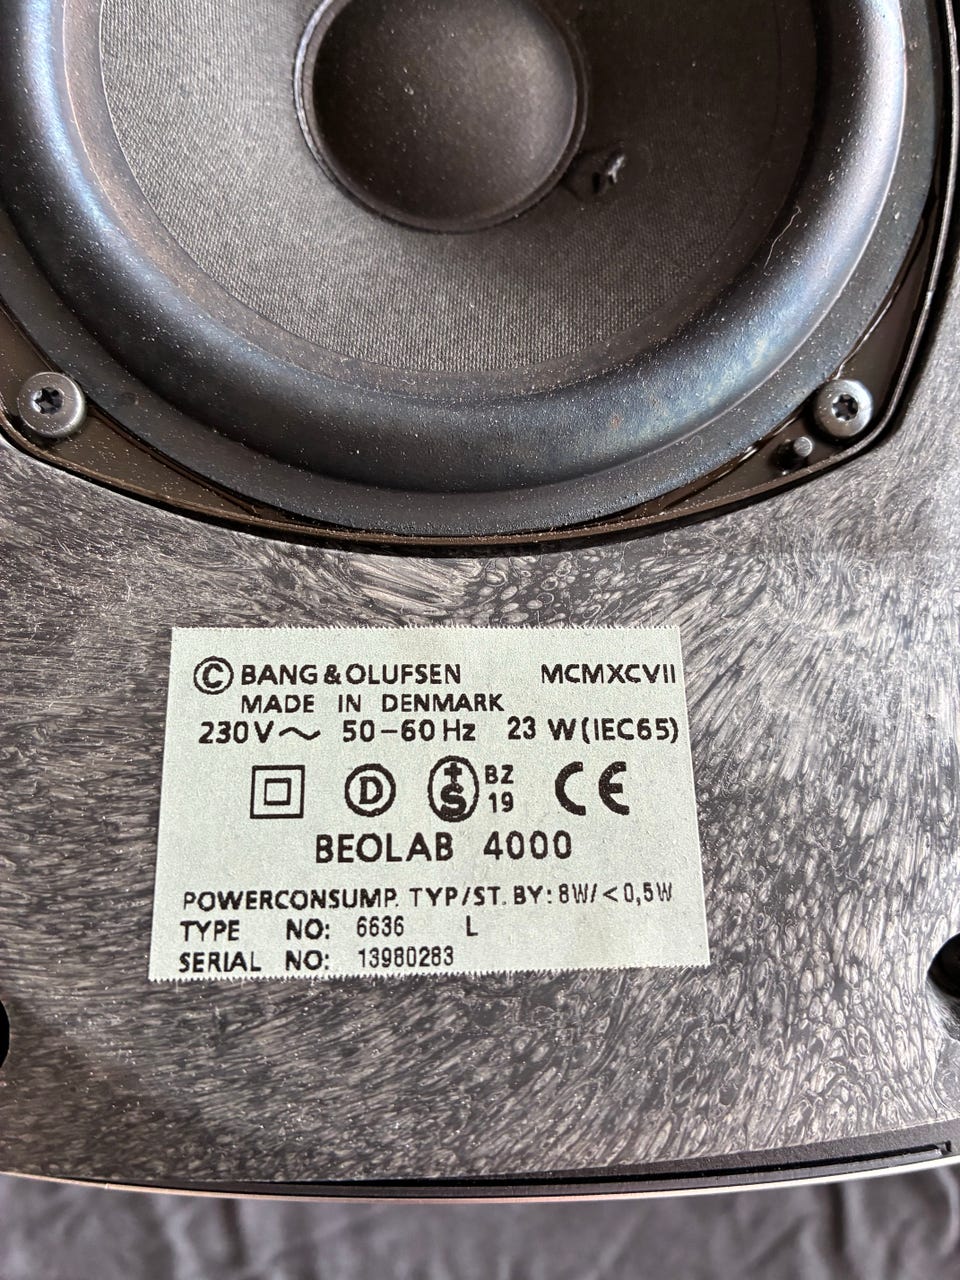 © BANG & OLUFSEN MCMXCVII
MADE IN DENMARK
230V ~ 50-60 Hz 23 W (IEC65)
D S BZ 19 CE
BEOLAB 4000
POWERCONSUMP. TYP/ST. BY: 8W/<0,5W
TYPE NO: 6636 L
SERIAL NO: 13980283